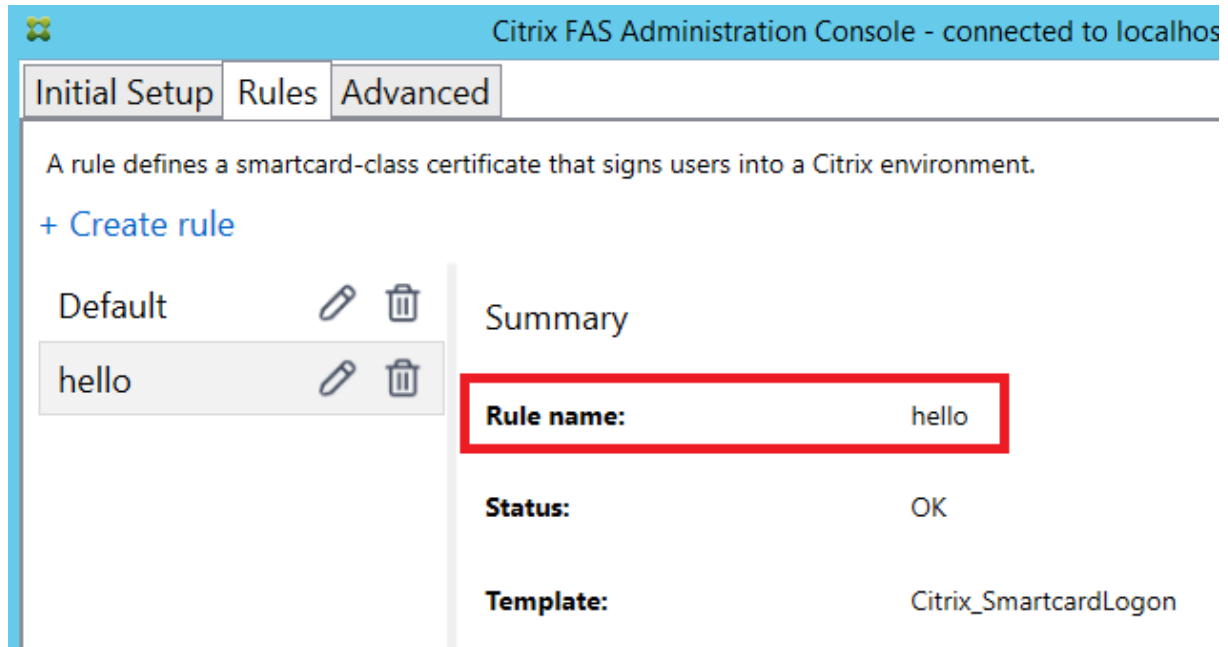 Citrix FAS Administration Console - connected to localhos
Initial Setup Rules Advanced
A rule defines a smartcard-class certificate that signs users into a Citrix environment.
+ Create rule
Default
hello
Summary
Rule name: hello
Status: OK
Template: Citrix_SmartcardLogon